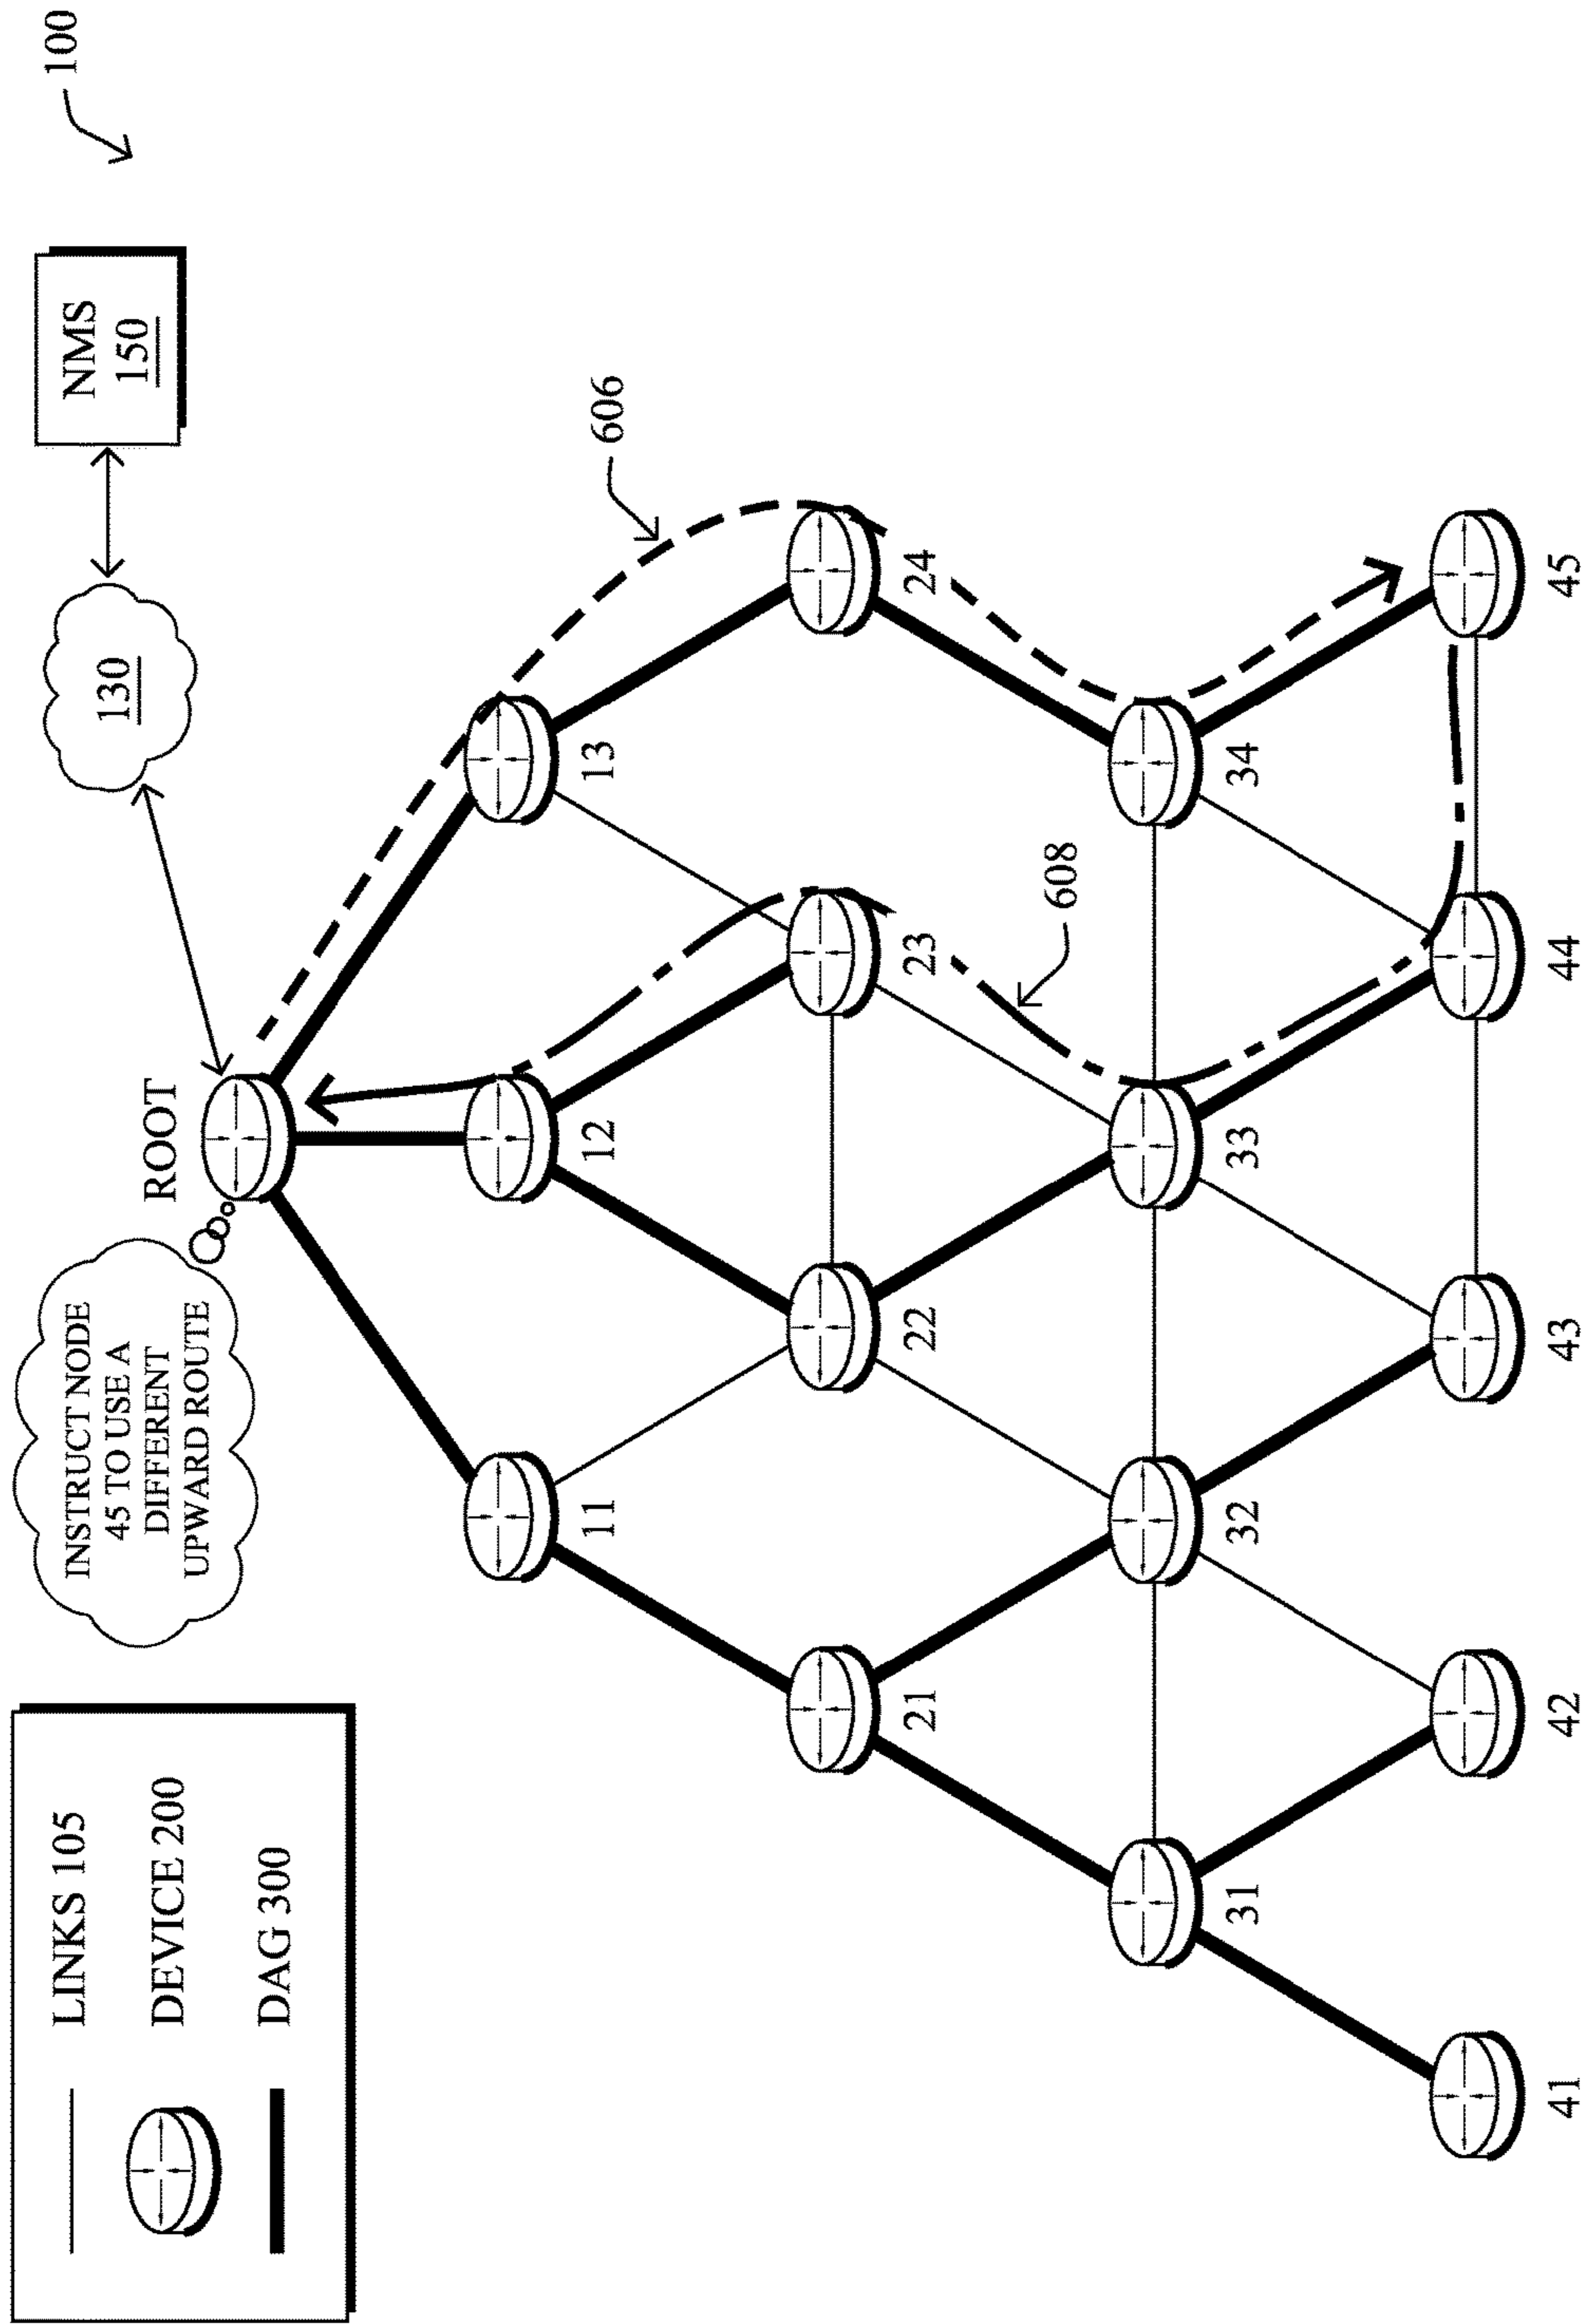 LINKS 105
DEVICE 200
DAG 300
INSTRUCT NODE
45 TO USE A
DIFFERENT
UPWARD ROUTE
ROOT
130
NMS
150
100
606
11
12
13
21
22
23
24
608
31
32
33
34
41
42
43
44
45